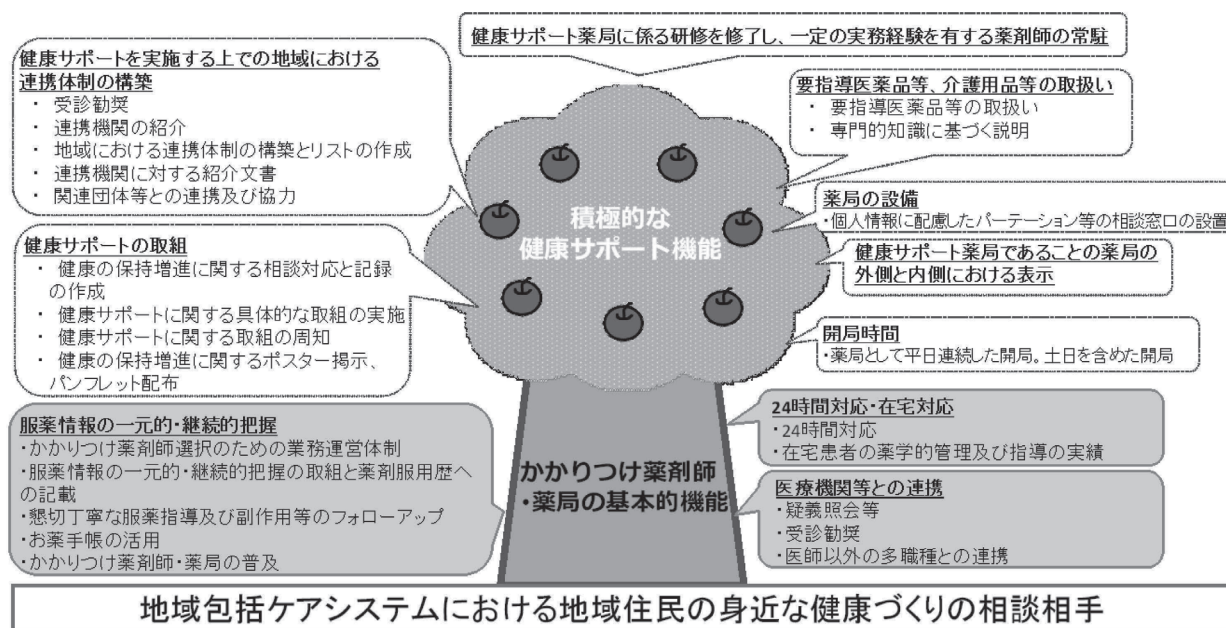 健康サポート薬局に係る研修を修了し、一定の実務経験を有する薬剤師の常駐
健康サポートを実施する上での地域における
連携体制の構築
・ 受診勧奨
・ 連携機関の紹介
・ 地域における連携体制の構築とリストの作成
・ 連携機関に対する紹介文書
・ 関連団体等との連携及び協力
要指導医薬品等、介護用品等の取扱い
・ 要指導医薬品等の取扱い
・ 専門的知識に基づく説明
薬局の設備
・個人情報に配慮したパーテーション等の相談窓口の設置
積極的な
健康サポート機能
健康サポートの取組
・ 健康の保持増進に関する相談対応と記録
の作成
・ 健康サポートに関する具体的な取組の実施
・ 健康サポートに関する取組の周知
・ 健康の保持増進に関するポスター掲示、
パンフレット配布
健康サポート薬局であることの薬局の
外側と内側における表示
開局時間
・薬局として平日連続した開局。土日を含めた開局
服薬情報の一元的・継続的把握
・かかりつけ薬剤師選択のための業務運営体制
・服薬情報の一元的・継続的把握の取組と薬剤服用歴へ
の記載
・懇切丁寧な服薬指導及び副作用等のフォローアップ
・お薬手帳の活用
・かかりつけ薬剤師・薬局の普及
かかりつけ薬剤師
・薬局の基本的機能
24時間対応・在宅対応
・24時間対応
・在宅患者の薬学的管理及び指導の実績
医療機関等との連携
・疑義照会等
・受診勧奨
・医師以外の多職種との連携
地域包括ケアシステムにおける地域住民の身近な健康づくりの相談相手